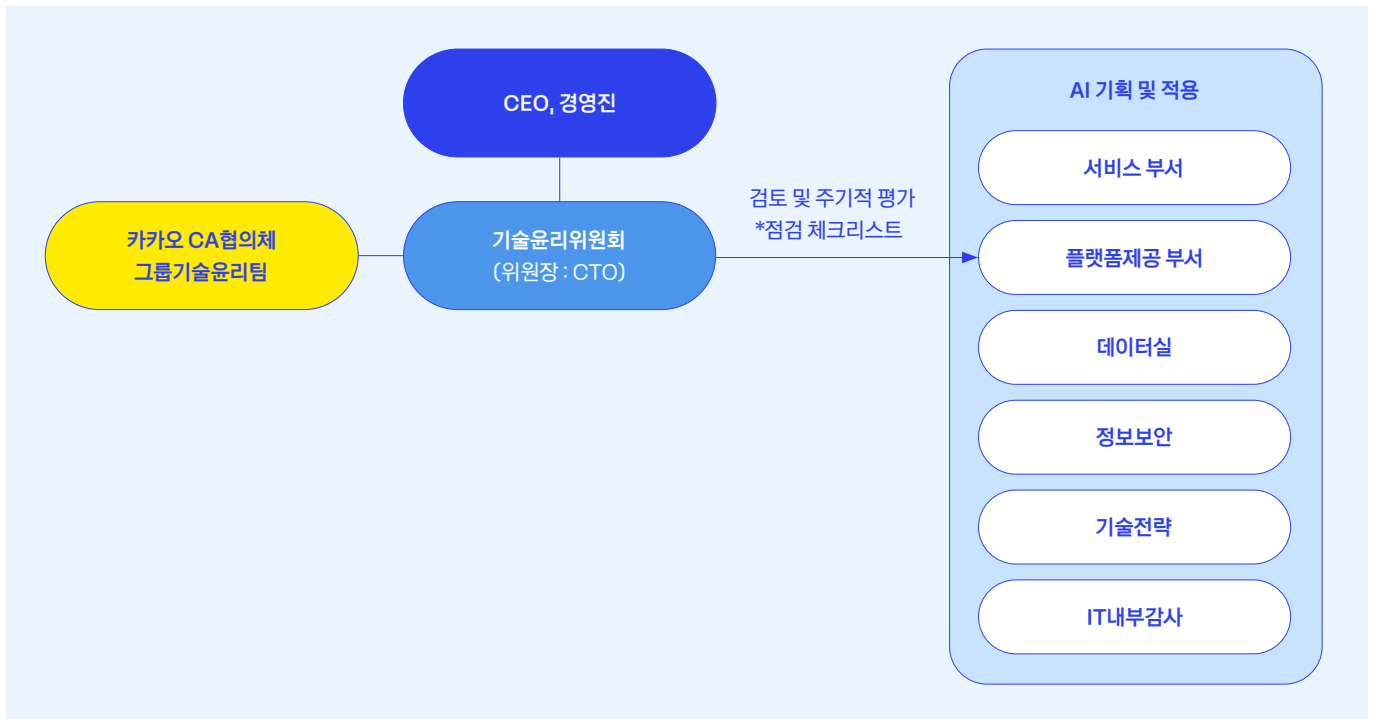 CEO, 경영진
카카오 CA협의체
그룹기술윤리팀
기술윤리위원회
(위원장 : CTO)
검토 및 주기적 평가
*점검 체크리스트
AI 기획 및 적용
서비스 부서
플랫폼제공 부서
데이터실
정보보안
기술전략
IT내부감사